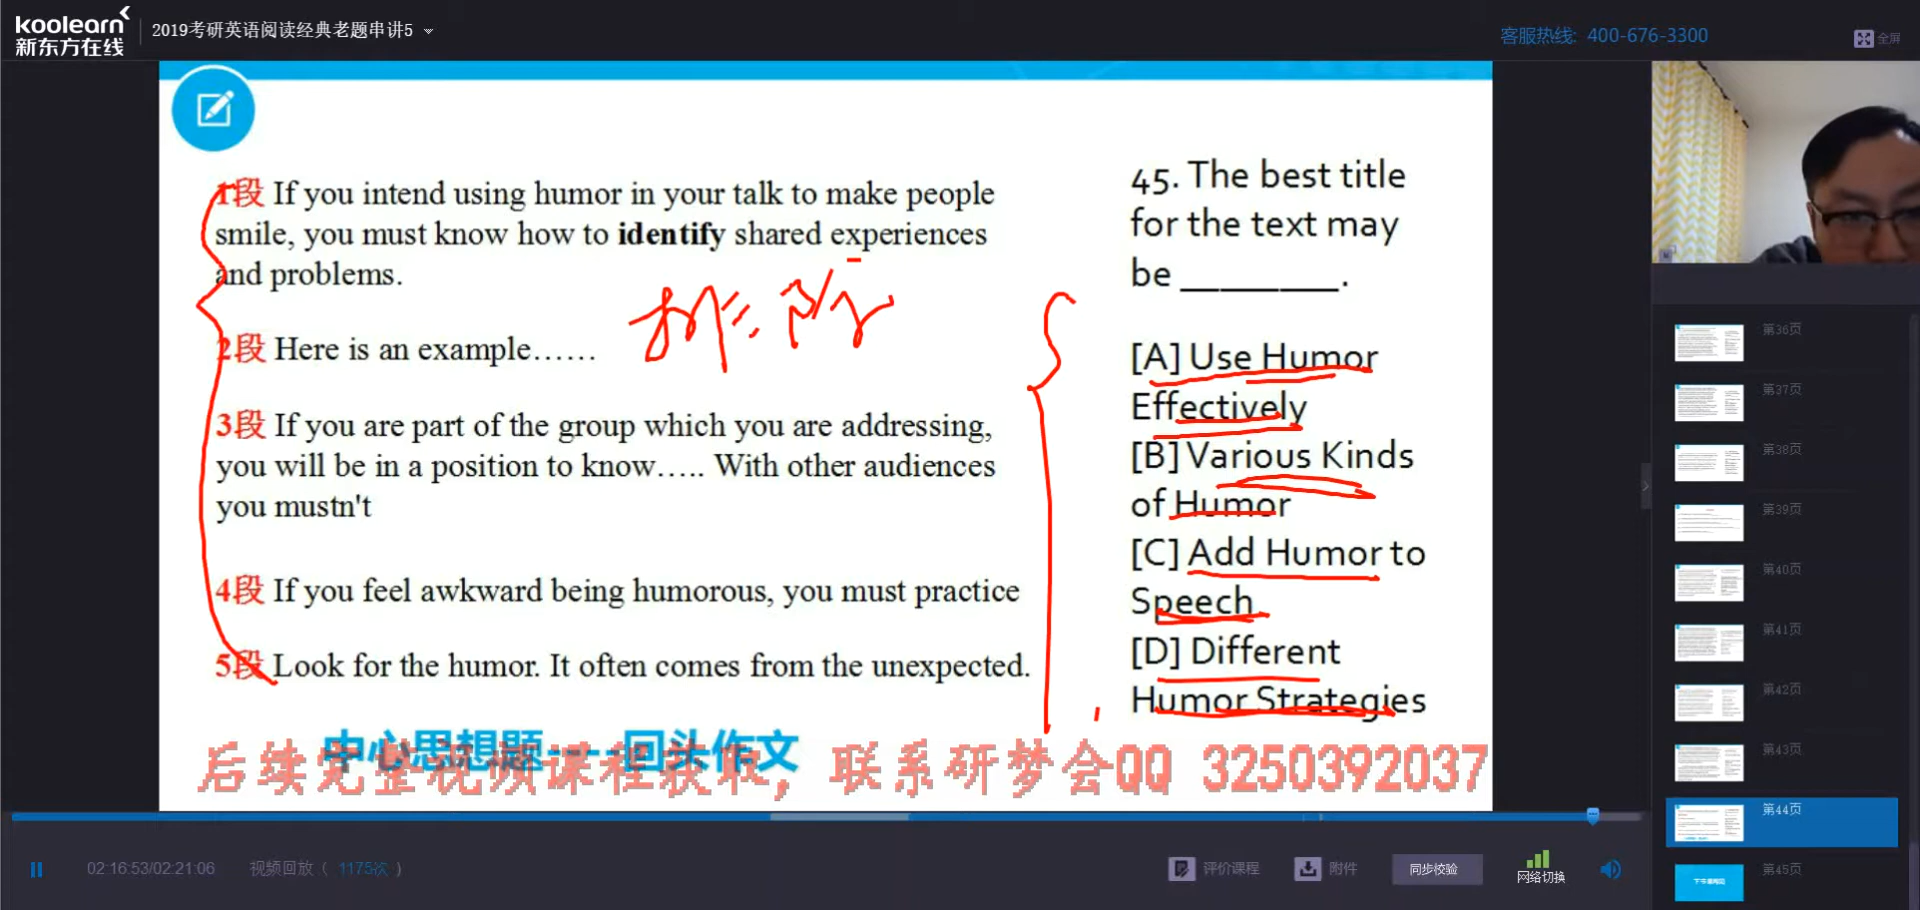 koolearn
新东方在线
2019考研英语阅读经典老题串讲5
客服热线: 400-676-3300
全屏
1段 If you intend using humor in your talk to make people
smile, you must know how to identify shared experiences
and problems.
排除
2段 Here is an example……
3段 If you are part of the group which you are addressing,
you will be in a position to know….. With other audiences
you mustn't
4段 If you feel awkward being humorous, you must practice
5段 Look for the humor. It often comes from the unexpected.
中心思想题
回头作文
45. The best title
for the text may
be ________.
[A] Use Humor
Effectively
[B] Various Kinds
of Humor
[C] Add Humor to
Speech
[D] Different
Humor Strategies
后续完整视频课程获取，联系研梦会QQ 3250392037
第36页
第37页
第38页
第39页
第40页
第41页
第42页
第43页
第44页
第45页
02:16:53/02:21:06
视频回放（ 1175次 ）
评价课程
附件
同步校验
网络切换